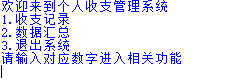 欢迎来到个人收支管理系统
1.收支记录
2.数据汇总
3.退出系统
请输入对应数字进入相关功能